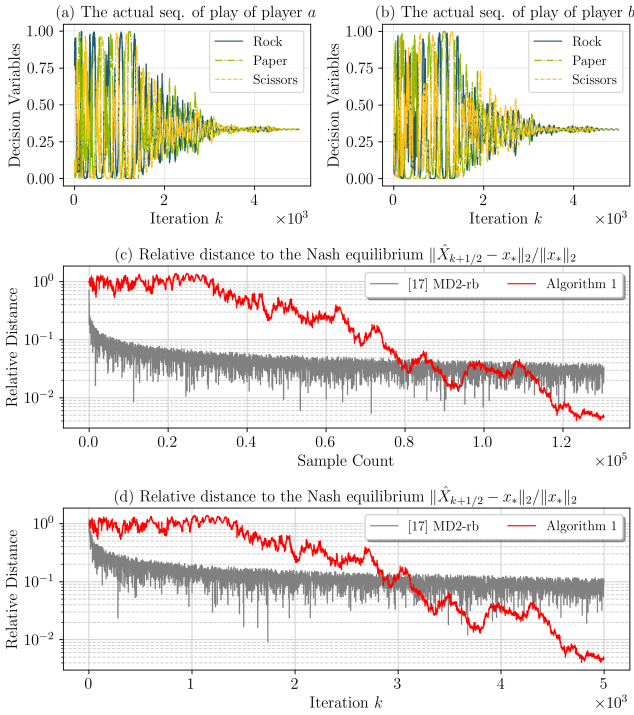 (a) The actual seq. of play of player a
(b) The actual seq. of play of player b
Decision Variables
1.00
0.75
0.50
0.25
0.00
Rock
Paper
Scissors
0
2
4
Iteration k
×10³
Decision Variables
1.00
0.75
0.50
0.25
0.00
Rock
Paper
Scissors
0
2
4
Iteration k
×10³
(c) Relative distance to the Nash equilibrium ‖X̂ₖ₊₁/₂ − x∗‖₂/‖x∗‖₂
Relative Distance
10⁰
10⁻¹
10⁻²
[17] MD2-rb
Algorithm 1
0.0
0.2
0.4
0.6
0.8
1.0
1.2
Sample Count
×10⁵
(d) Relative distance to the Nash equilibrium ‖X̂ₖ₊₁/₂ − x∗‖₂/‖x∗‖₂
Relative Distance
10⁰
10⁻¹
10⁻²
[17] MD2-rb
Algorithm 1
0
1
2
3
4
5
Iteration k
×10³